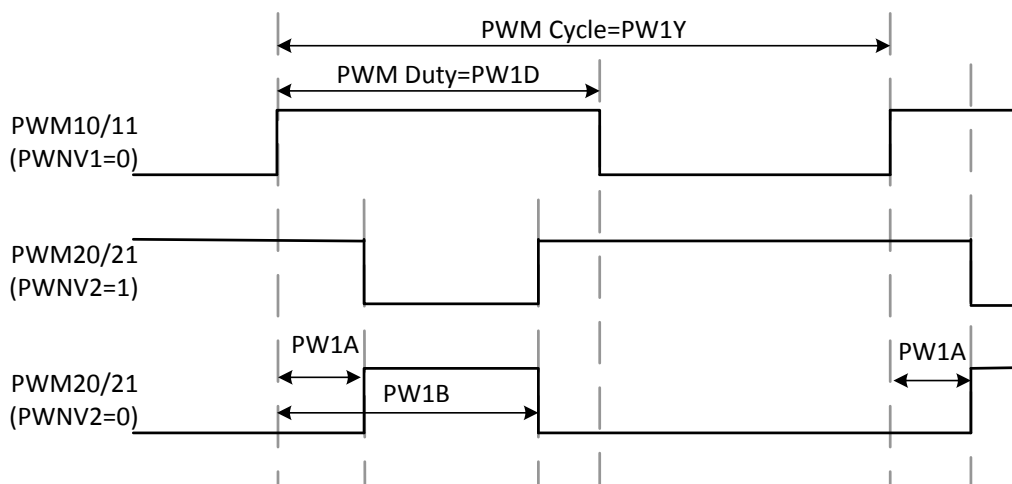 PWM Cycle=PW1Y
PWM Duty=PW1D
PWM10/11
(PWNV1=0)
PWM20/21
(PWNV2=1)
PW1A
PW1A
PWM20/21
(PWNV2=0)
PW1B